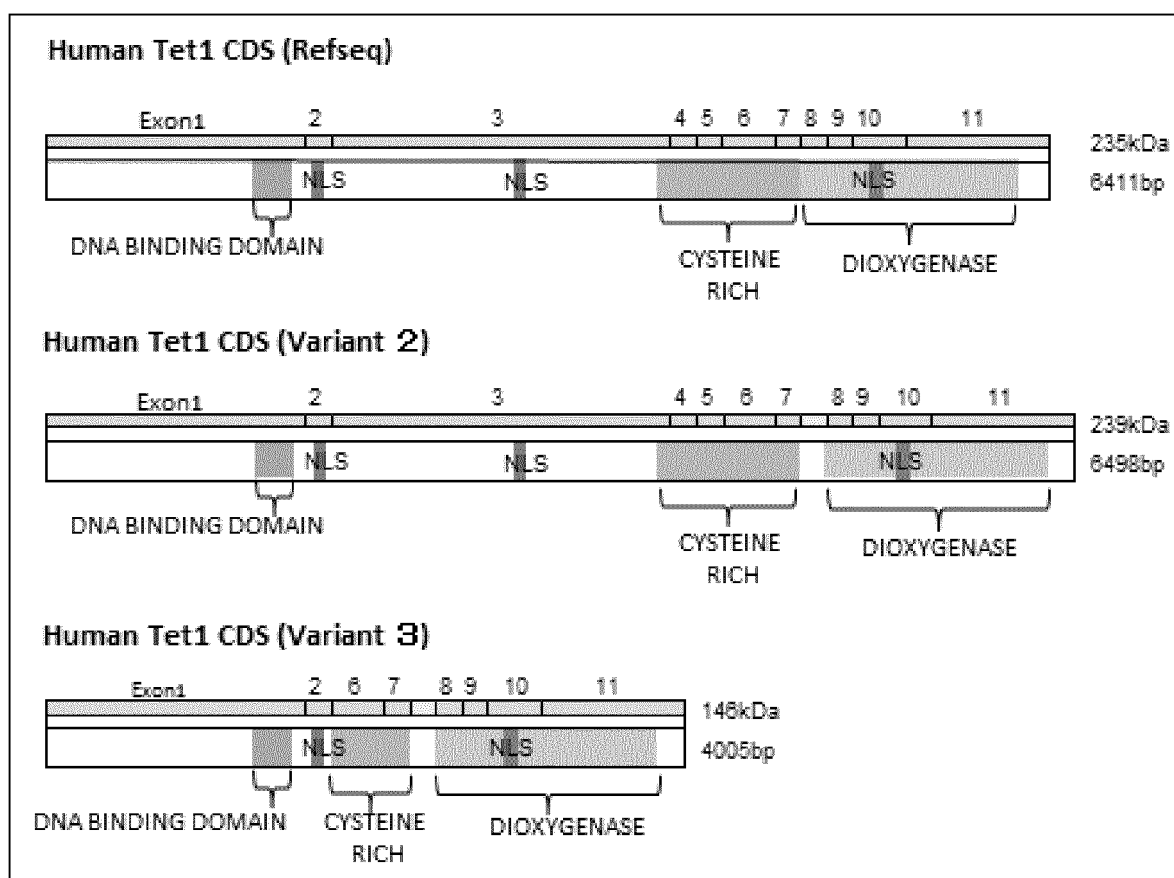 Human Tet1 CDS (Refseq)
Exon1 2 3 4 5 6 7 8 9 10 11
235kDa
NLS NLS NLS 6411bp
DNA BINDING DOMAIN
CYSTEINE RICH
DIOXYGENASE
Human Tet1 CDS (Variant 2)
Exon1 2 3 4 5 6 7 8 9 10 11
239kDa
NLS NLS NLS 6498bp
DNA BINDING DOMAIN
CYSTEINE RICH
DIOXYGENASE
Human Tet1 CDS (Variant 3)
Exon1 2 6 7 8 9 10 11
146kDa
NLS NLS 4005bp
DNA BINDING DOMAIN
CYSTEINE RICH
DIOXYGENASE